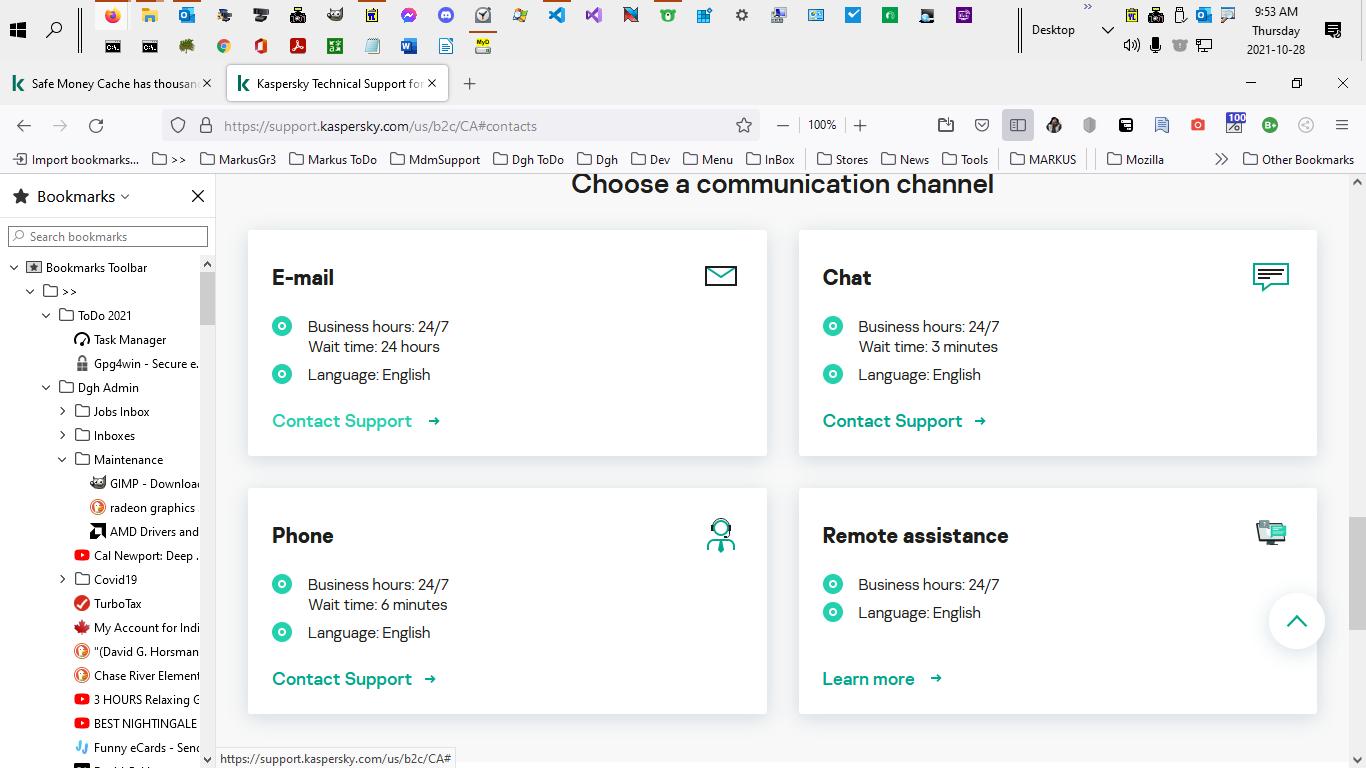 9:53 AM
Desktop
Thursday
2021-10-28
Safe Money Cache has thousan
Kaspersky Technical Support for
https://support.kaspersky.com/us/b2c/CA#contacts
100%
100
B+
Import bookmarks...
>>
MarkusGr3
Markus ToDo
MdmSupport
Dgh ToDo
Dgh
Dev
Menu
InBox
Stores
News
Tools
MARKUS
Mozilla
Other Bookmarks
Bookmarks
Search bookmarks
Bookmarks Toolbar
>>
ToDo 2021
Task Manager
Gpg4win - Secure e.
Dgh Admin
Jobs Inbox
Inboxes
Maintenance
GIMP - Downloa
radeon graphics
AMD Drivers and
Cal Newport: Deep .
Covid19
TurboTax
My Account for Indi
"(David G. Horsman
Chase River Element
3 HOURS Relaxing G
BEST NIGHTINGALE
Funny eCards - Send
Choose a communication channel
E-mail
Business hours: 24/7
Wait time: 24 hours
Language: English
Contact Support
Chat
Business hours: 24/7
Wait time: 3 minutes
Language: English
Contact Support
Phone
Business hours: 24/7
Wait time: 6 minutes
Language: English
Contact Support
Remote assistance
Business hours: 24/7
Language: English
Learn more
https://support.kaspersky.com/us/b2c/CA#